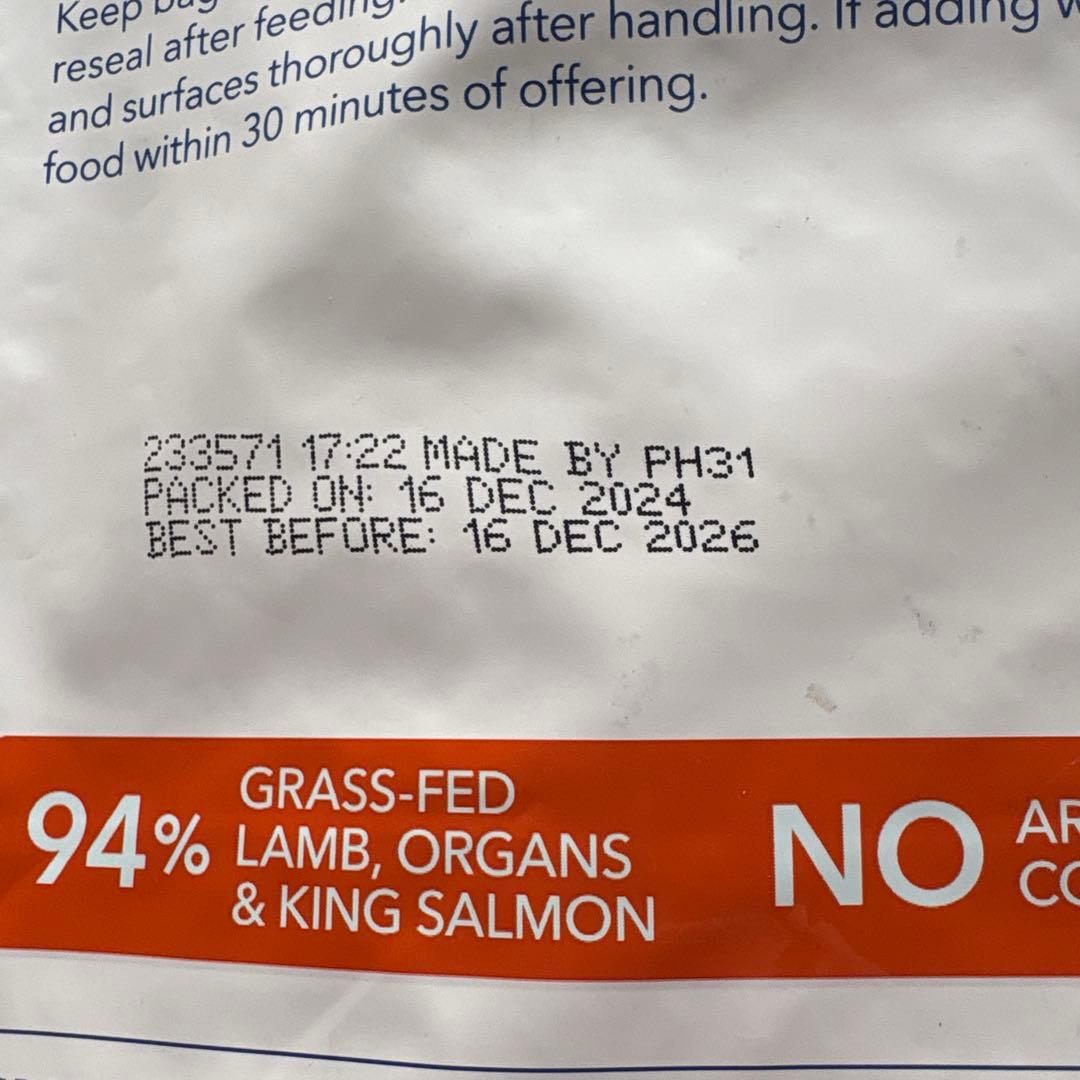 Keep bag
reseal after feeding.
and surfaces thoroughly after handling. If adding
food within 30 minutes of offering.
233571 17:22 MADE BY PH31
PACKED ON: 16 DEC 2024
BEST BEFORE: 16 DEC 2026
94% GRASS-FED
LAMB, ORGANS
& KING SALMON
NO